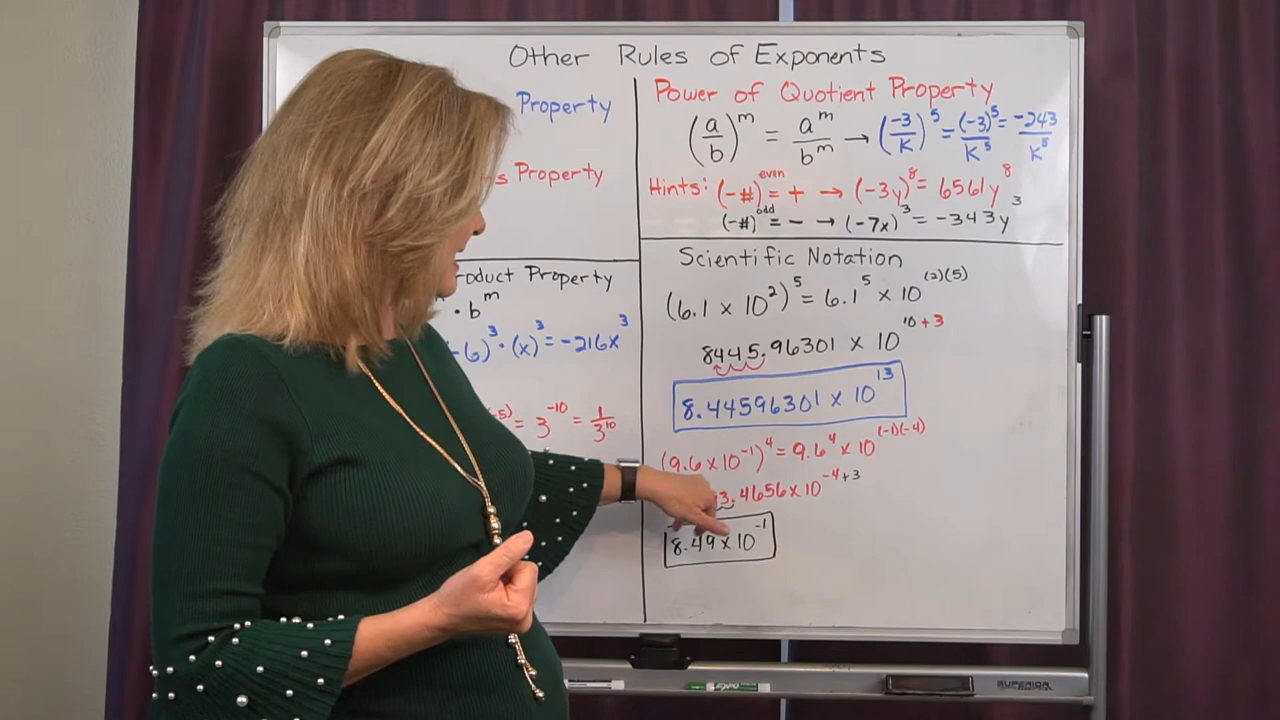 Other Rules of Exponents
Property
s Property
roduct Property
· b^m
-6)^3 · (x)^3 = -216x^3
-5) = 3^-10 = 1/3^10
Power of Quotient Property
(a/b)^m = a^m/b^m → (-3/K)^5 = (-3)^5/K^5 = -243/K^5
Hints: (-#)^even = + → (-3y)^8 = 6561y^8
(-#)^odd = - → (-7x)^3 = -343y^3
Scientific Notation
(6.1 x 10^2)^5 = 6.1^5 x 10^(2)(5)
8445.96301 x 10^10+3
8.44596301 x 10^13
(9.6 x 10^-1)^4 = 9.6^4 x 10^(-1)(-4)
3.4656 x 10^-4+3
8.49 x 10^-1
EXPO
SUPERIOR